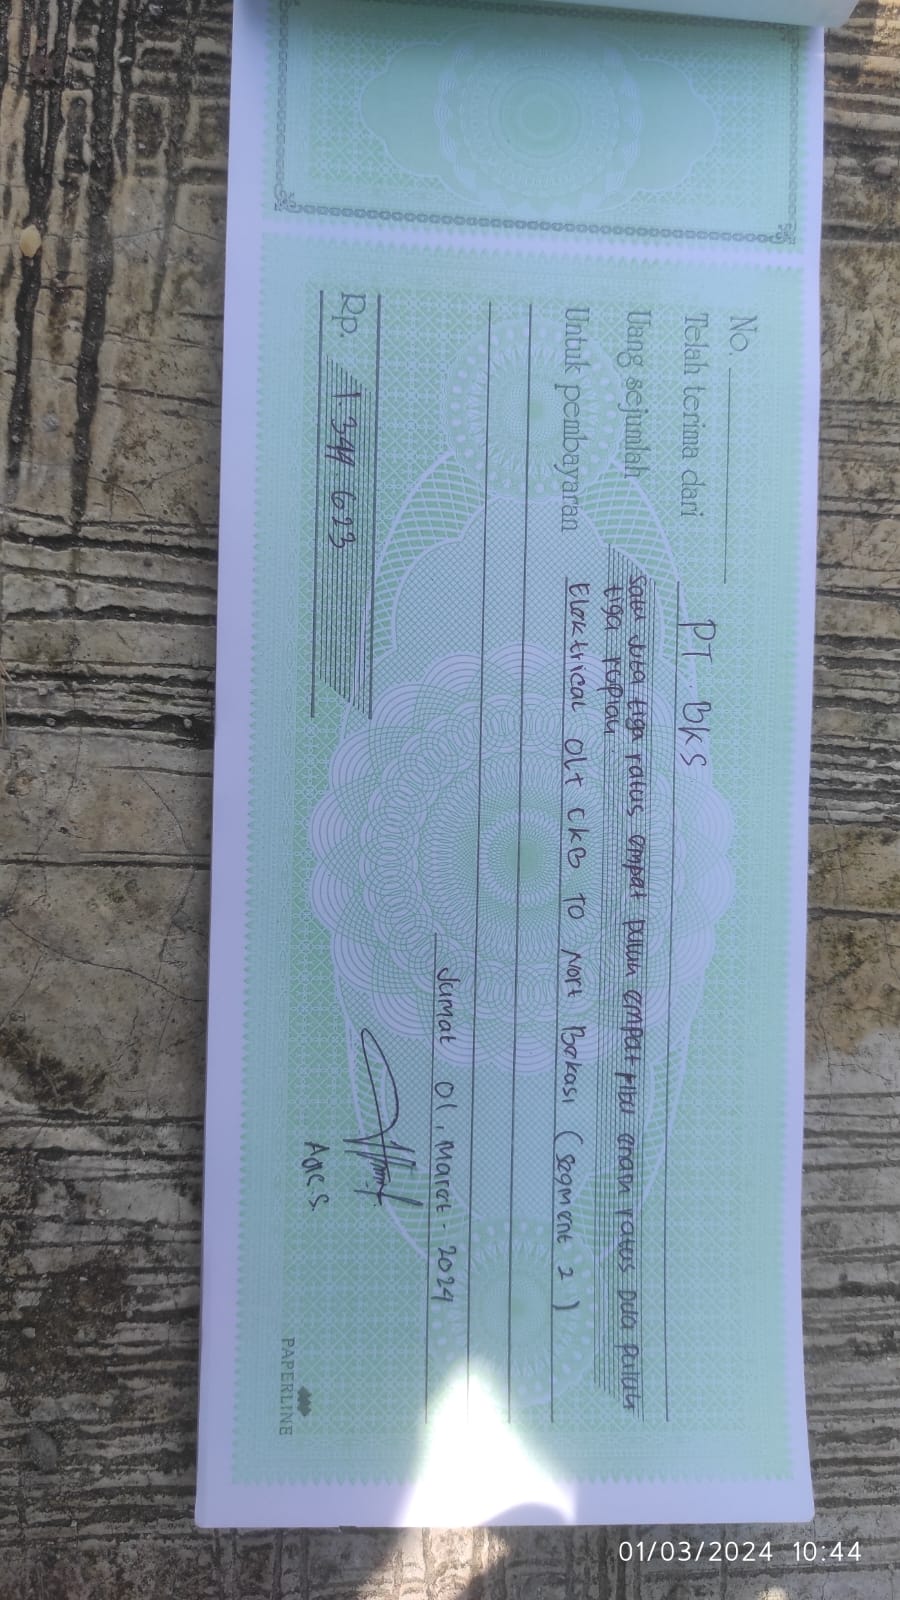 No.
Telah terima dari PT. BKS
Uang sejumlah Satu juta tiga ratus empat puluh empat ribu enam ratus Dua puluh
tiga rupiah.
Untuk pembayaran Elektrical OLT CKB TO Nort Bekasi (Segment 2)
Jumat 01, Maret - 2024
Rp. 1 344 623
Ade.S.
PAPERLINE
01/03/2024 10:44